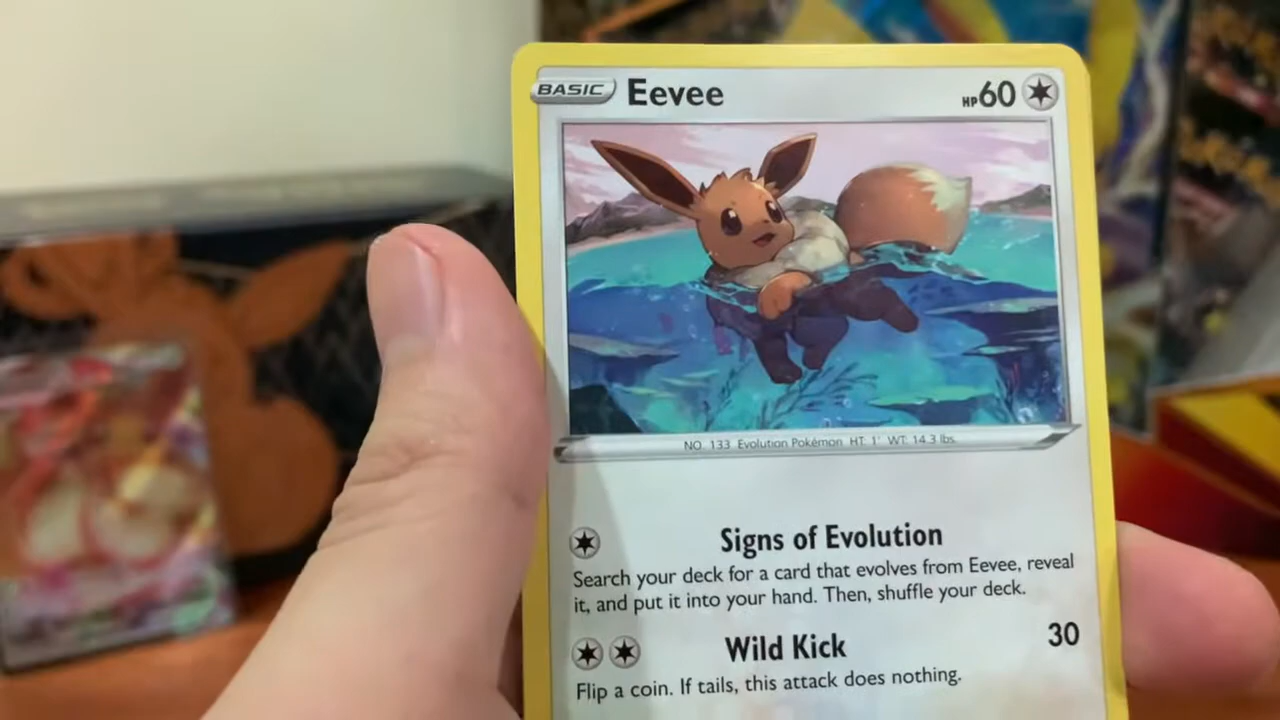 BASIC Eevee HP60
NO. 133 Evolution Pokémon HT: 1' WT: 14.3 lbs.
Signs of Evolution
Search your deck for a card that evolves from Eevee, reveal
it, and put it into your hand. Then, shuffle your deck.
Wild Kick 30
Flip a coin. If tails, this attack does nothing.